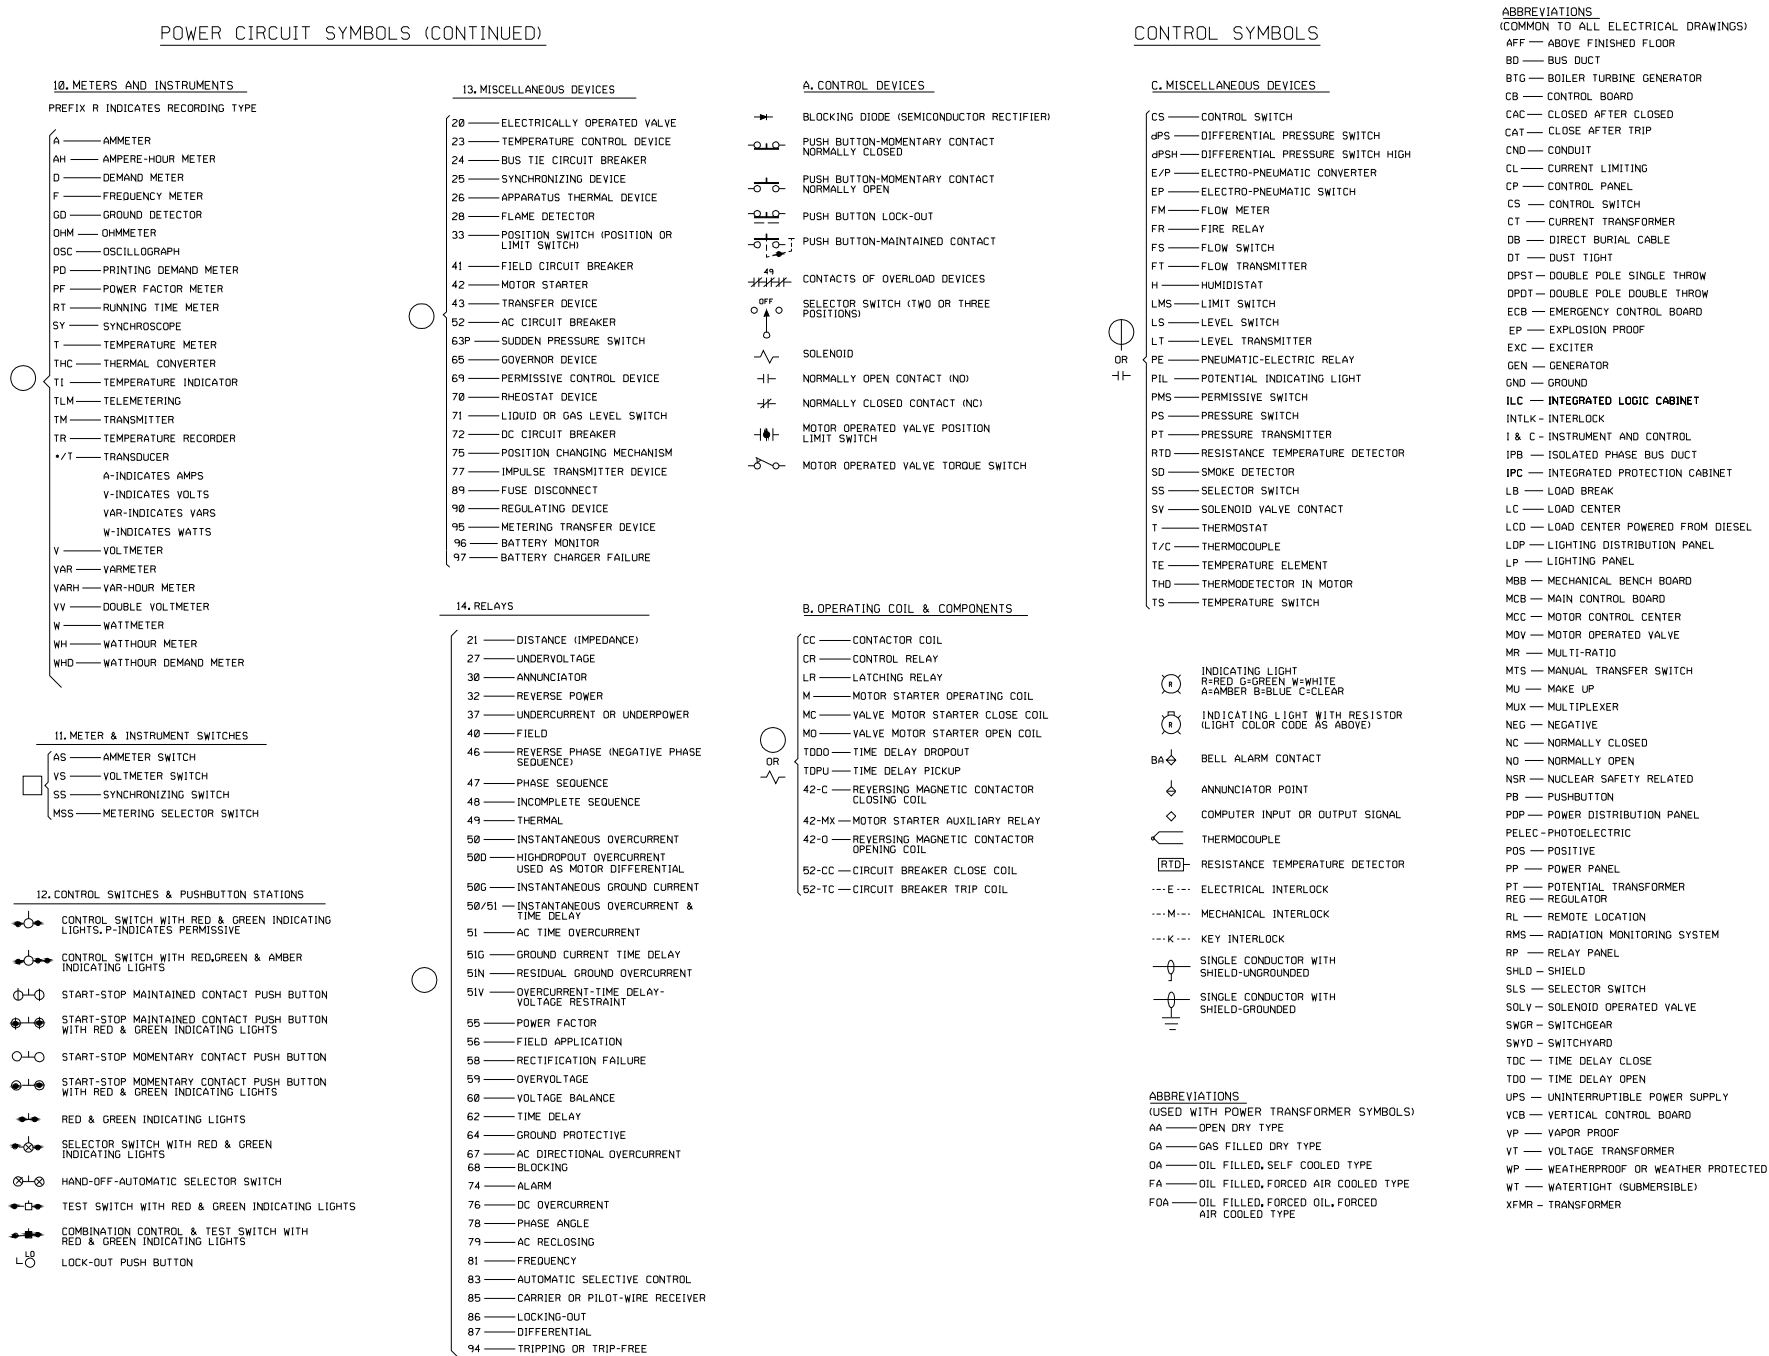 POWER CIRCUIT SYMBOLS (CONTINUED)
10. METERS AND INSTRUMENTS
PREFIX R INDICATES RECORDING TYPE
A — AMMETER
AH — AMPERE-HOUR METER
D — DEMAND METER
F — FREQUENCY METER
GD — GROUND DETECTOR
OHM — OHMMETER
OSC — OSCILLOGRAPH
PD — PRINTING DEMAND METER
PF — POWER FACTOR METER
RT — RUNNING TIME METER
SY — SYNCHROSCOPE
T — TEMPERATURE METER
THC — THERMAL CONVERTER
TI — TEMPERATURE INDICATOR
TLM — TELEMETERING
TM — TRANSMITTER
TR — TEMPERATURE RECORDER
*/T — TRANSDUCER
A-INDICATES AMPS
V-INDICATES VOLTS
VAR-INDICATES VARS
W-INDICATES WATTS
V — VOLTMETER
VAR — VARMETER
VARH — VAR-HOUR METER
VV — DOUBLE VOLTMETER
W — WATTMETER
WH — WATTHOUR METER
WHD — WATTHOUR DEMAND METER
11. METER & INSTRUMENT SWITCHES
AS — AMMETER SWITCH
VS — VOLTMETER SWITCH
SS — SYNCHRONIZING SWITCH
MSS — METERING SELECTOR SWITCH
12. CONTROL SWITCHES & PUSHBUTTON STATIONS
CONTROL SWITCH WITH RED & GREEN INDICATING
LIGHTS. P-INDICATES PERMISSIVE
CONTROL SWITCH WITH RED,GREEN & AMBER
INDICATING LIGHTS
START-STOP MAINTAINED CONTACT PUSH BUTTON
START-STOP MAINTAINED CONTACT PUSH BUTTON
WITH RED & GREEN INDICATING LIGHTS
START-STOP MOMENTARY CONTACT PUSH BUTTON
START-STOP MOMENTARY CONTACT PUSH BUTTON
WITH RED & GREEN INDICATING LIGHTS
RED & GREEN INDICATING LIGHTS
SELECTOR SWITCH WITH RED & GREEN
INDICATING LIGHTS
HAND-OFF-AUTOMATIC SELECTOR SWITCH
TEST SWITCH WITH RED & GREEN INDICATING LIGHTS
COMBINATION CONTROL & TEST SWITCH WITH
RED & GREEN INDICATING LIGHTS
LO
LOCK-OUT PUSH BUTTON
13. MISCELLANEOUS DEVICES
20 — ELECTRICALLY OPERATED VALVE
23 — TEMPERATURE CONTROL DEVICE
24 — BUS TIE CIRCUIT BREAKER
25 — SYNCHRONIZING DEVICE
26 — APPARATUS THERMAL DEVICE
28 — FLAME DETECTOR
33 — POSITION SWITCH (POSITION OR
LIMIT SWITCH)
41 — FIELD CIRCUIT BREAKER
42 — MOTOR STARTER
43 — TRANSFER DEVICE
52 — AC CIRCUIT BREAKER
63P — SUDDEN PRESSURE SWITCH
65 — GOVERNOR DEVICE
69 — PERMISSIVE CONTROL DEVICE
70 — RHEOSTAT DEVICE
71 — LIQUID OR GAS LEVEL SWITCH
72 — DC CIRCUIT BREAKER
75 — POSITION CHANGING MECHANISM
77 — IMPULSE TRANSMITTER DEVICE
89 — FUSE DISCONNECT
90 — REGULATING DEVICE
95 — METERING TRANSFER DEVICE
96 — BATTERY MONITOR
97 — BATTERY CHARGER FAILURE
14. RELAYS
21 — DISTANCE (IMPEDANCE)
27 — UNDERVOLTAGE
30 — ANNUNCIATOR
32 — REVERSE POWER
37 — UNDERCURRENT OR UNDERPOWER
40 — FIELD
46 — REVERSE PHASE (NEGATIVE PHASE
SEQUENCE)
47 — PHASE SEQUENCE
48 — INCOMPLETE SEQUENCE
49 — THERMAL
50 — INSTANTANEOUS OVERCURRENT
50D — HIGHDROPOUT OVERCURRENT
USED AS MOTOR DIFFERENTIAL
50G — INSTANTANEOUS GROUND CURRENT
50/51 — INSTANTANEOUS OVERCURRENT &
TIME DELAY
51 — AC TIME OVERCURRENT
51G — GROUND CURRENT TIME DELAY
51N — RESIDUAL GROUND OVERCURRENT
51V — OVERCURRENT-TIME DELAY-
VOLTAGE RESTRAINT
55 — POWER FACTOR
56 — FIELD APPLICATION
58 — RECTIFICATION FAILURE
59 — OVERVOLTAGE
60 — VOLTAGE BALANCE
62 — TIME DELAY
64 — GROUND PROTECTIVE
67 — AC DIRECTIONAL OVERCURRENT
68 — BLOCKING
74 — ALARM
76 — DC OVERCURRENT
78 — PHASE ANGLE
79 — AC RECLOSING
81 — FREQUENCY
83 — AUTOMATIC SELECTIVE CONTROL
85 — CARRIER OR PILOT-WIRE RECEIVER
86 — LOCKING-OUT
87 — DIFFERENTIAL
94 — TRIPPING OR TRIP-FREE
CONTROL SYMBOLS
A. CONTROL DEVICES
BLOCKING DIODE (SEMICONDUCTOR RECTIFIER)
PUSH BUTTON-MOMENTARY CONTACT
NORMALLY CLOSED
PUSH BUTTON-MOMENTARY CONTACT
NORMALLY OPEN
PUSH BUTTON LOCK-OUT
PUSH BUTTON-MAINTAINED CONTACT
49
CONTACTS OF OVERLOAD DEVICES
OFF
SELECTOR SWITCH (TWO OR THREE
POSITIONS)
SOLENOID
NORMALLY OPEN CONTACT (NO)
NORMALLY CLOSED CONTACT (NC)
MOTOR OPERATED VALVE POSITION
LIMIT SWITCH
MOTOR OPERATED VALVE TORQUE SWITCH
B. OPERATING COIL & COMPONENTS
OR
CC — CONTACTOR COIL
CR — CONTROL RELAY
LR — LATCHING RELAY
M — MOTOR STARTER OPERATING COIL
MC — VALVE MOTOR STARTER CLOSE COIL
MO — VALVE MOTOR STARTER OPEN COIL
TDDO — TIME DELAY DROPOUT
TDPU — TIME DELAY PICKUP
42-C — REVERSING MAGNETIC CONTACTOR
CLOSING COIL
42-MX — MOTOR STARTER AUXILIARY RELAY
42-O — REVERSING MAGNETIC CONTACTOR
OPENING COIL
52-CC — CIRCUIT BREAKER CLOSE COIL
52-TC — CIRCUIT BREAKER TRIP COIL
C. MISCELLANEOUS DEVICES
OR
CS — CONTROL SWITCH
dPS — DIFFERENTIAL PRESSURE SWITCH
dPSH — DIFFERENTIAL PRESSURE SWITCH HIGH
E/P — ELECTRO-PNEUMATIC CONVERTER
EP — ELECTRO-PNEUMATIC SWITCH
FM — FLOW METER
FR — FIRE RELAY
FS — FLOW SWITCH
FT — FLOW TRANSMITTER
H — HUMIDISTAT
LMS — LIMIT SWITCH
LS — LEVEL SWITCH
LT — LEVEL TRANSMITTER
PE — PNEUMATIC-ELECTRIC RELAY
PIL — POTENTIAL INDICATING LIGHT
PMS — PERMISSIVE SWITCH
PS — PRESSURE SWITCH
PT — PRESSURE TRANSMITTER
RTD — RESISTANCE TEMPERATURE DETECTOR
SD — SMOKE DETECTOR
SS — SELECTOR SWITCH
SV — SOLENOID VALVE CONTACT
T — THERMOSTAT
T/C — THERMOCOUPLE
TE — TEMPERATURE ELEMENT
THD — THERMODETECTOR IN MOTOR
TS — TEMPERATURE SWITCH
R
INDICATING LIGHT
R=RED G=GREEN W=WHITE
A=AMBER B=BLUE C=CLEAR
R
INDICATING LIGHT WITH RESISTOR
(LIGHT COLOR CODE AS ABOVE)
BA BELL ALARM CONTACT
ANNUNCIATOR POINT
COMPUTER INPUT OR OUTPUT SIGNAL
THERMOCOUPLE
RTD RESISTANCE TEMPERATURE DETECTOR
---E--- ELECTRICAL INTERLOCK
---M--- MECHANICAL INTERLOCK
---K--- KEY INTERLOCK
SINGLE CONDUCTOR WITH
SHIELD-UNGROUNDED
SINGLE CONDUCTOR WITH
SHIELD-GROUNDED
ABBREVIATIONS
(USED WITH POWER TRANSFORMER SYMBOLS)
AA — OPEN DRY TYPE
GA — GAS FILLED DRY TYPE
OA — OIL FILLED, SELF COOLED TYPE
FA — OIL FILLED, FORCED AIR COOLED TYPE
FOA — OIL FILLED, FORCED OIL, FORCED
AIR COOLED TYPE
ABBREVIATIONS
(COMMON TO ALL ELECTRICAL DRAWINGS)
AFF — ABOVE FINISHED FLOOR
BD — BUS DUCT
BTG — BOILER TURBINE GENERATOR
CB — CONTROL BOARD
CAC — CLOSED AFTER CLOSED
CAT — CLOSE AFTER TRIP
CND — CONDUIT
CL — CURRENT LIMITING
CP — CONTROL PANEL
CS — CONTROL SWITCH
CT — CURRENT TRANSFORMER
DB — DIRECT BURIAL CABLE
DT — DUST TIGHT
DPST — DOUBLE POLE SINGLE THROW
DPDT — DOUBLE POLE DOUBLE THROW
ECB — EMERGENCY CONTROL BOARD
EP — EXPLOSION PROOF
EXC — EXCITER
GEN — GENERATOR
GND — GROUND
ILC — INTEGRATED LOGIC CABINET
INTLK - INTERLOCK
I & C - INSTRUMENT AND CONTROL
IPB — ISOLATED PHASE BUS DUCT
IPC — INTEGRATED PROTECTION CABINET
LB — LOAD BREAK
LC — LOAD CENTER
LCD — LOAD CENTER POWERED FROM DIESEL
LDP — LIGHTING DISTRIBUTION PANEL
LP — LIGHTING PANEL
MBB — MECHANICAL BENCH BOARD
MCB — MAIN CONTROL BOARD
MCC — MOTOR CONTROL CENTER
MOV — MOTOR OPERATED VALVE
MR — MULTI-RATIO
MTS — MANUAL TRANSFER SWITCH
MU — MAKE UP
MUX — MULTIPLEXER
NEG — NEGATIVE
NC — NORMALLY CLOSED
NO — NORMALLY OPEN
NSR — NUCLEAR SAFETY RELATED
PB — PUSHBUTTON
PDP — POWER DISTRIBUTION PANEL
PELEC - PHOTOELECTRIC
POS — POSITIVE
PP — POWER PANEL
PT — POTENTIAL TRANSFORMER
REG — REGULATOR
RL — REMOTE LOCATION
RMS — RADIATION MONITORING SYSTEM
RP — RELAY PANEL
SHLD - SHIELD
SLS — SELECTOR SWITCH
SOLV - SOLENOID OPERATED VALVE
SWGR - SWITCHGEAR
SWYD - SWITCHYARD
TDC — TIME DELAY CLOSE
TDO — TIME DELAY OPEN
UPS — UNINTERRUPTIBLE POWER SUPPLY
VCB — VERTICAL CONTROL BOARD
VP — VAPOR PROOF
VT — VOLTAGE TRANSFORMER
WP — WEATHERPROOF OR WEATHER PROTECTED
WT — WATERTIGHT (SUBMERSIBLE)
XFMR - TRANSFORMER